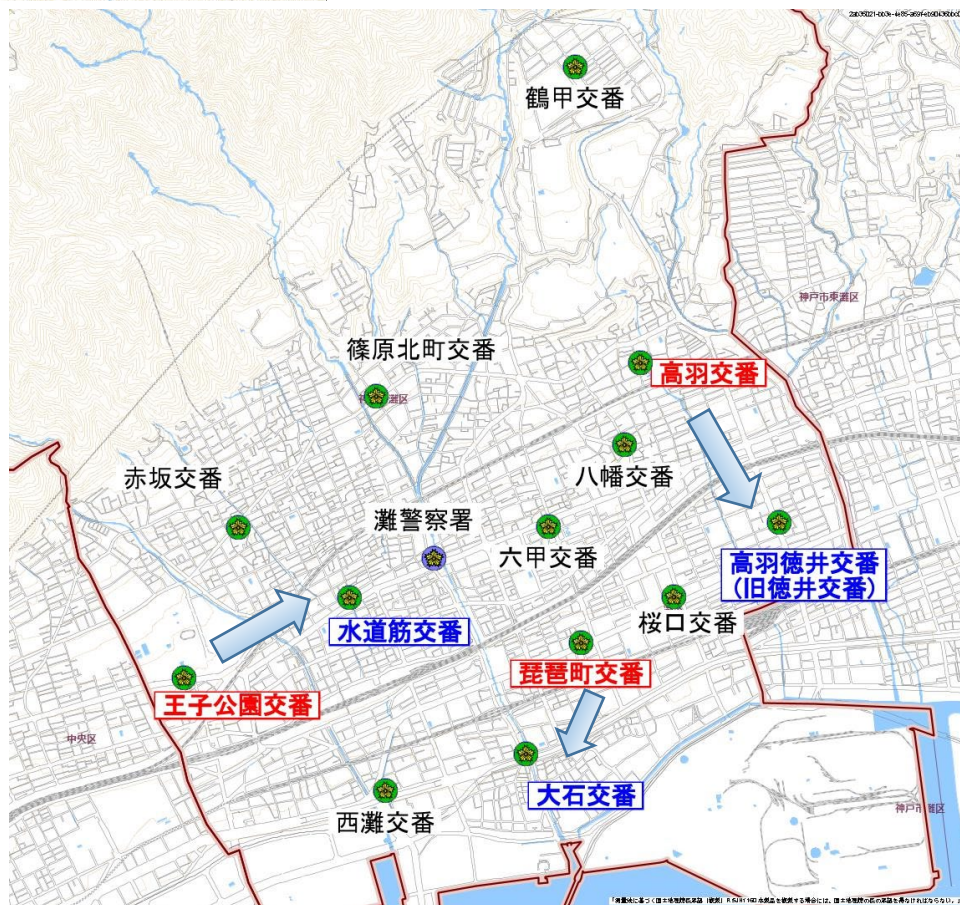 鶴甲交番
神戸市東灘区
篠原北町交番
高羽交番
赤坂交番
八幡交番
灘警察署
六甲交番
高羽徳井交番
(旧徳井交番)
水道筋交番
桜口交番
琵琶町交番
王子公園交番
中央区
大石交番
西灘交番